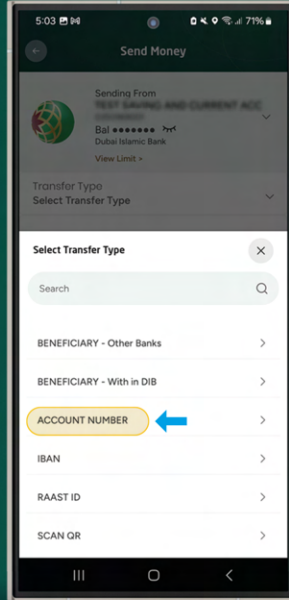 5:03
71%
Send Money
Sending From
TEST SAVING AND CURRENT ACC
Bal
Dubai Islamic Bank
View Limit >
Transfer Type
Select Transfer Type
Select Transfer Type
Search
BENEFICIARY - Other Banks
BENEFICIARY - With in DIB
ACCOUNT NUMBER
IBAN
RAAST ID
SCAN QR